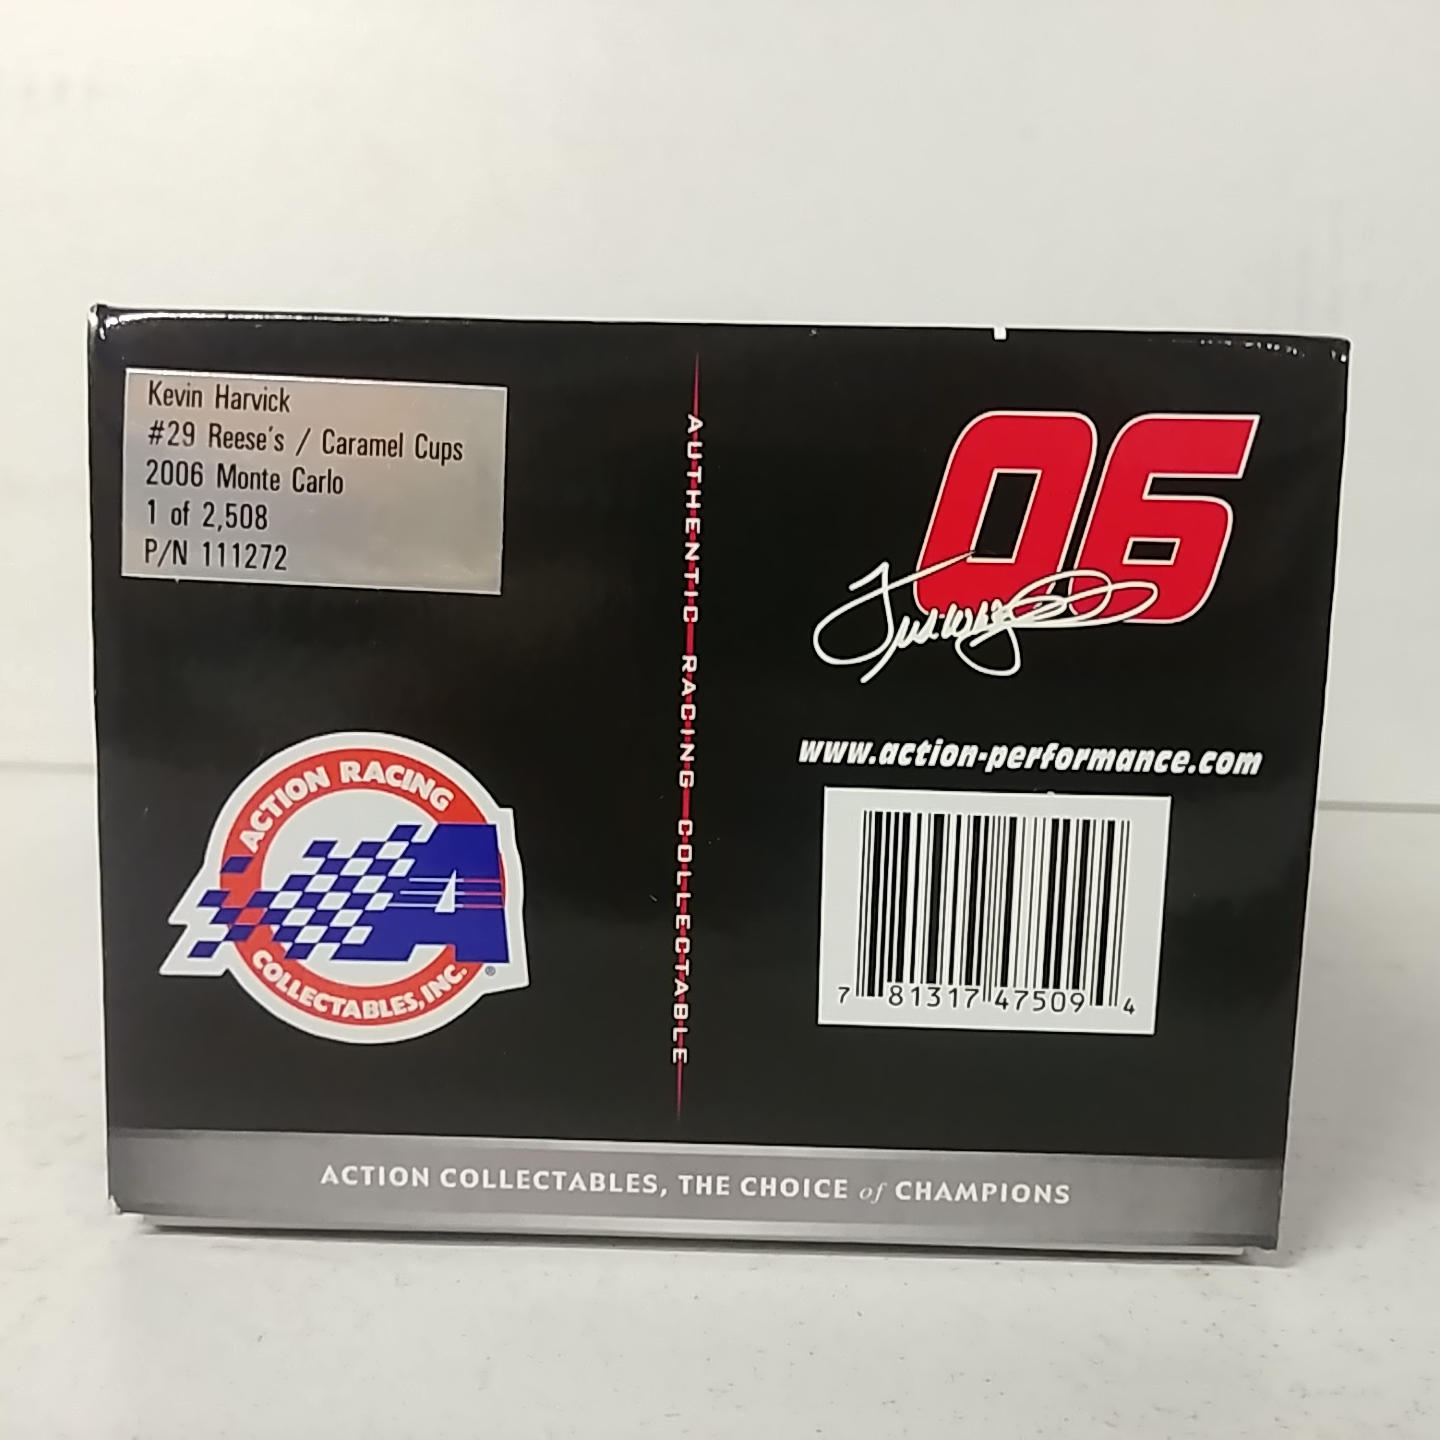 Kevin Harvick
#29 Reese's / Caramel Cups
2006 Monte Carlo
1 of 2,508
P/N 111272
ACTION RACING
A
COLLECTABLES, INC.®
AUTHENTIC RACING COLLECTABLE
06
www.action-performance.com
7 81317 47509 4
ACTION COLLECTABLES, THE CHOICE of CHAMPIONS